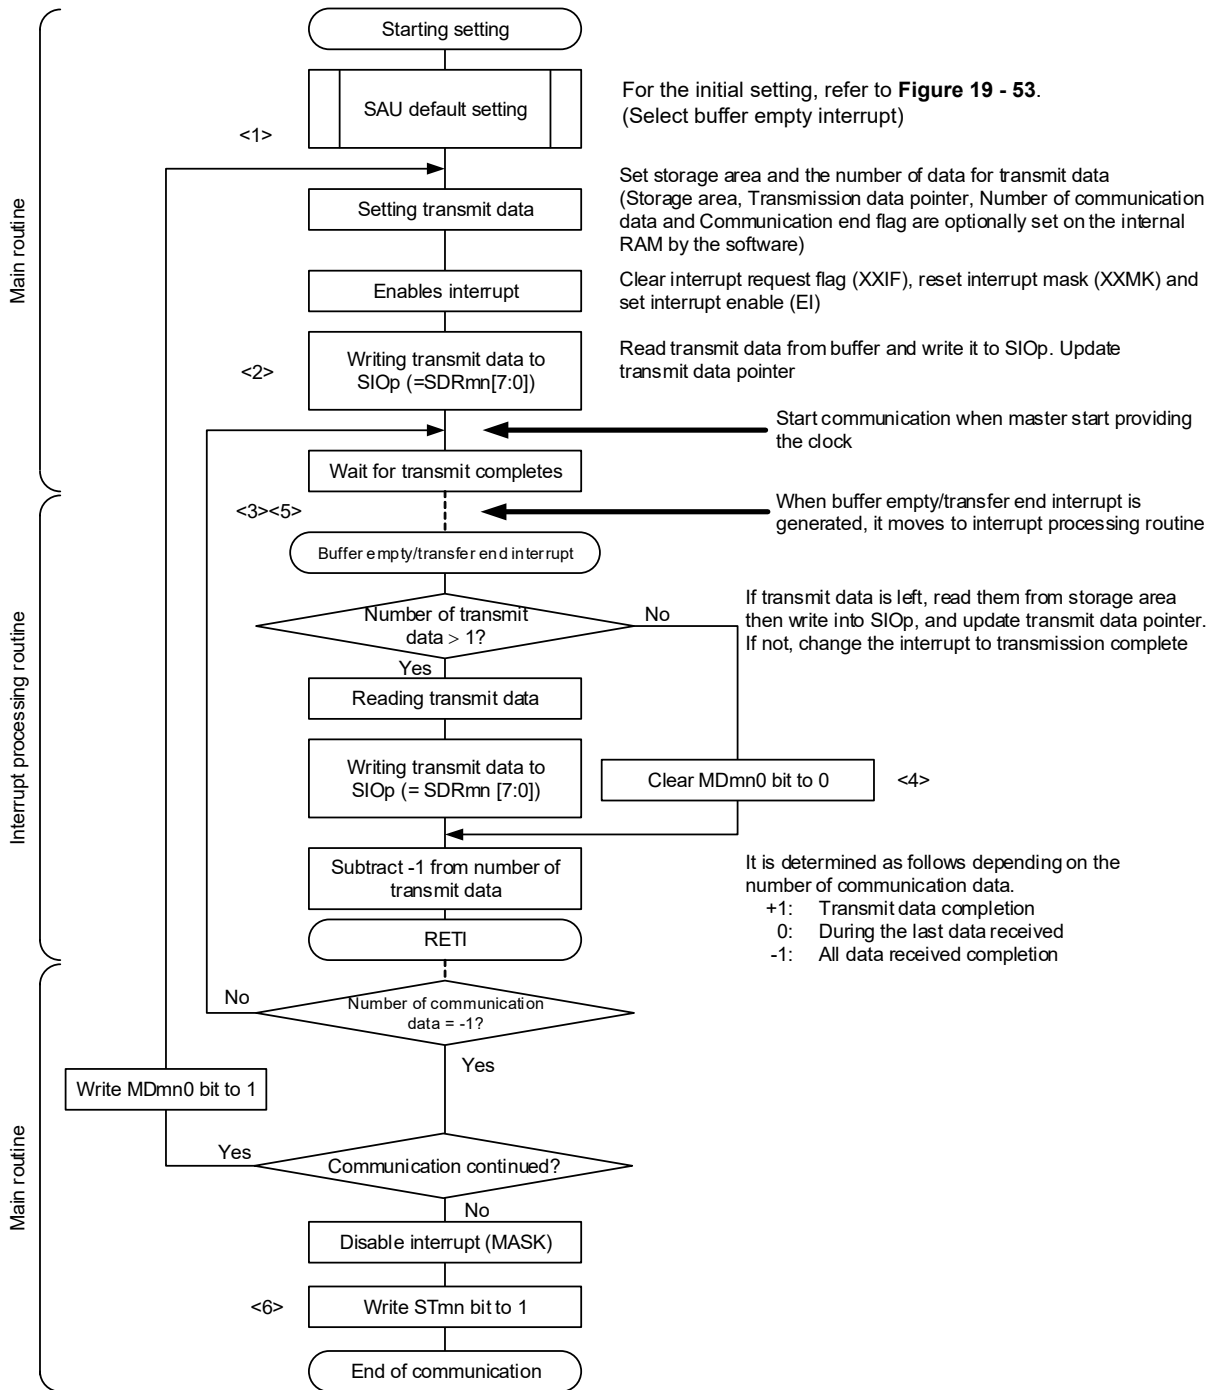 Starting setting
SAU default setting
For the initial setting, refer to Figure 19 - 53.
(Select buffer empty interrupt)
<1>
Main routine
Setting transmit data
Set storage area and the number of data for transmit data
(Storage area, Transmission data pointer, Number of communication
data and Communication end flag are optionally set on the internal
RAM by the software)
Enables interrupt
Clear interrupt request flag (XXIF), reset interrupt mask (XXMK) and
set interrupt enable (EI)
<2>
Writing transmit data to
SIOp (=SDRmn[7:0])
Read transmit data from buffer and write it to SIOp. Update
transmit data pointer
Start communication when master start providing
the clock
Wait for transmit completes
<3><5>
When buffer empty/transfer end interrupt is
generated, it moves to interrupt processing routine
Buffer empty/transfer end interrupt
Interrupt processing routine
Number of transmit
data > 1?
No
Yes
If transmit data is left, read them from storage area
then write into SIOp, and update transmit data pointer.
If not, change the interrupt to transmission complete
Reading transmit data
Writing transmit data to
SIOp (= SDRmn [7:0])
Clear MDmn0 bit to 0
<4>
Subtract -1 from number of
transmit data
It is determined as follows depending on the
number of communication data.
+1: Transmit data completion
0: During the last data received
-1: All data received completion
RETI
Main routine
No
Number of communication
data = -1?
Yes
Write MDmn0 bit to 1
Yes
Communication continued?
No
Disable interrupt (MASK)
<6>
Write STmn bit to 1
End of communication